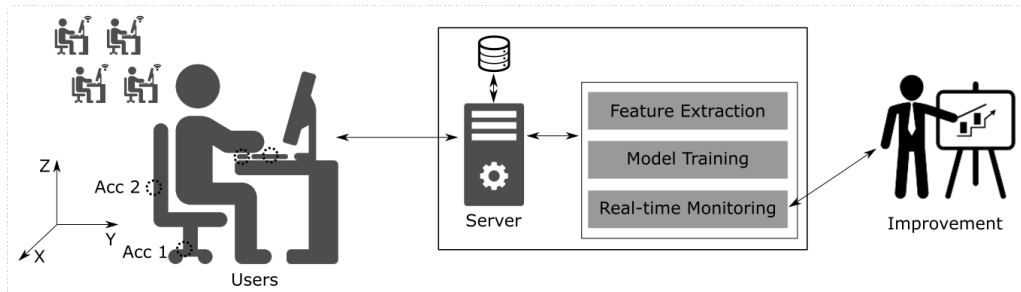 Z
Acc 2
Y
X
Acc 1
Users
Server
Feature Extraction
Model Training
Real-time Monitoring
Improvement